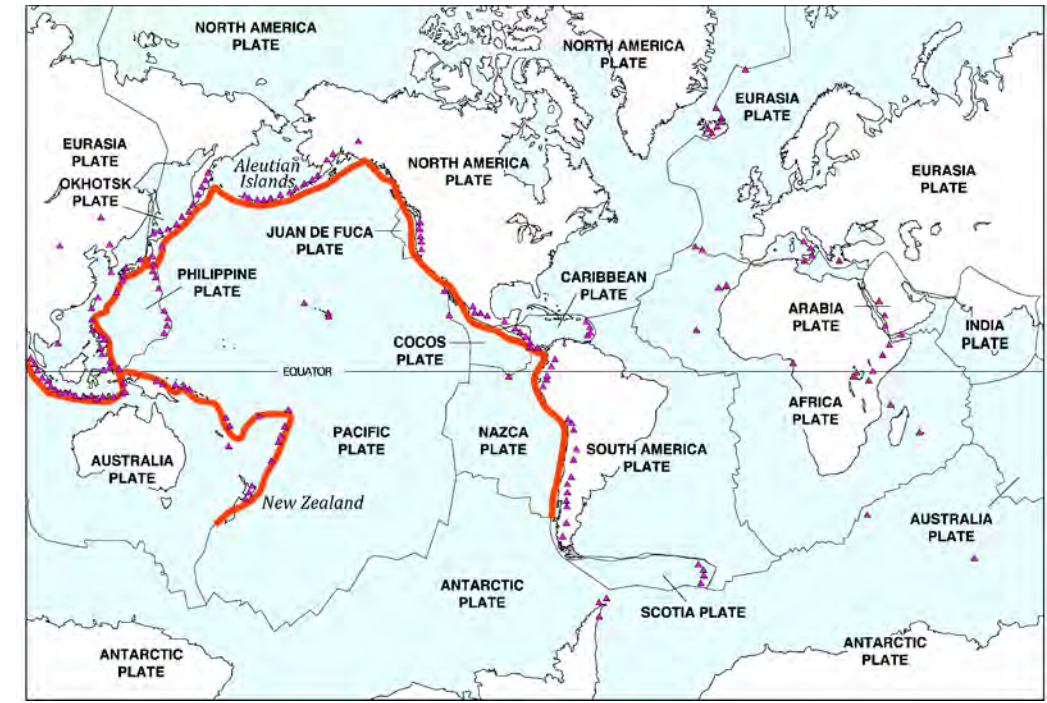 NORTH AMERICA
PLATE
NORTH AMERICA
PLATE
EURASIA
PLATE
EURASIA
PLATE
OKHOTSK
PLATE
Aleutian
Islands
NORTH AMERICA
PLATE
EURASIA
PLATE
JUAN DE FUCA
PLATE
PHILIPPINE
PLATE
CARIBBEAN
PLATE
ARABIA
PLATE
INDIA
PLATE
COCOS
PLATE
EQUATOR
AFRICA
PLATE
PACIFIC
PLATE
NAZCA
PLATE
SOUTH AMERICA
PLATE
AUSTRALIA
PLATE
New Zealand
AUSTRALIA
PLATE
ANTARCTIC
PLATE
SCOTIA PLATE
ANTARCTIC
PLATE
ANTARCTIC
PLATE